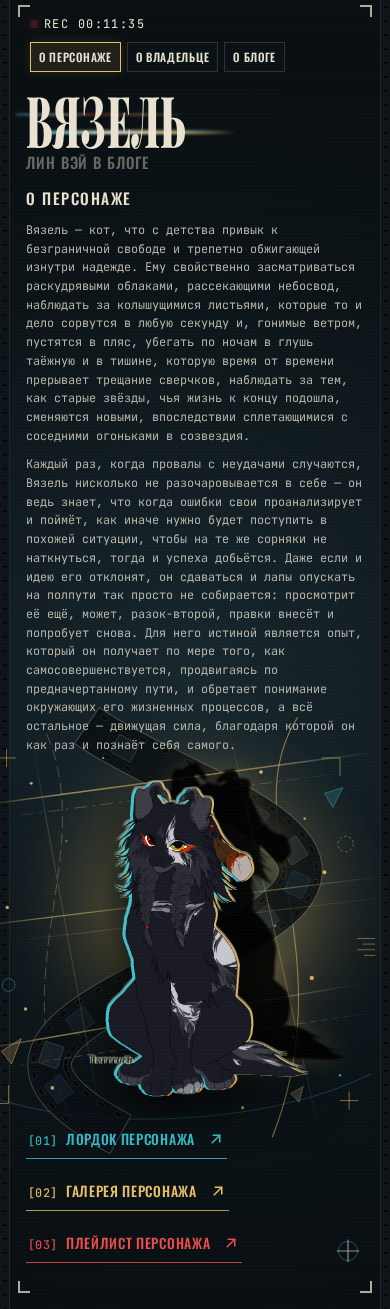 REC 00:11:35
О ПЕРСОНАЖЕ О ВЛАДЕЛЬЦЕ О БЛОГЕ
ВЯЗЕЛЬ
ЛИН ВЭЙ В БЛОГЕ
О ПЕРСОНАЖЕ
Вязель — кот, что с детства привык к
безграничной свободе и трепетно обжигающей
изнутри надежде. Ему свойственно засматриваться
раскудрявыми облаками, рассекающими небосвод,
наблюдать за колышущимися листьями, которые то и
дело сорвутся в любую секунду и, гонимые ветром,
пустятся в пляс, убегать по ночам в глушь
таёжную и в тишине, которую время от времени
прерывает трещание сверчков, наблюдать за тем,
как старые звёзды, чья жизнь к концу подошла,
сменяются новыми, впоследствии сплетающимися с
соседними огоньками в созвездия.
Каждый раз, когда провалы с неудачами случаются,
Вязель нисколько не разочаровывается в себе — он
ведь знает, что когда ошибки свои проанализирует
и поймёт, как иначе нужно будет поступить в
похожей ситуации, чтобы на те же сорняки не
наткнуться, тогда и успеха добьётся. Даже если и
идею его отклонят, он сдаваться и лапы опускать
на полпути так просто не собирается: просмотрит
её ещё, может, разок-второй, правки внесёт и
попробует снова. Для него истиной является опыт,
который он получает по мере того, как
самосовершенствуется, продвигаясь по
предначертанному пути, и обретает понимание
окружающих его жизненных процессов, а всё
остальное — движущая сила, благодаря которой он
как раз и познаёт себя самого.
[01] ЛОРДОК ПЕРСОНАЖА
[02] ГАЛЕРЕЯ ПЕРСОНАЖА
[03] ПЛЕЙЛИСТ ПЕРСОНАЖА